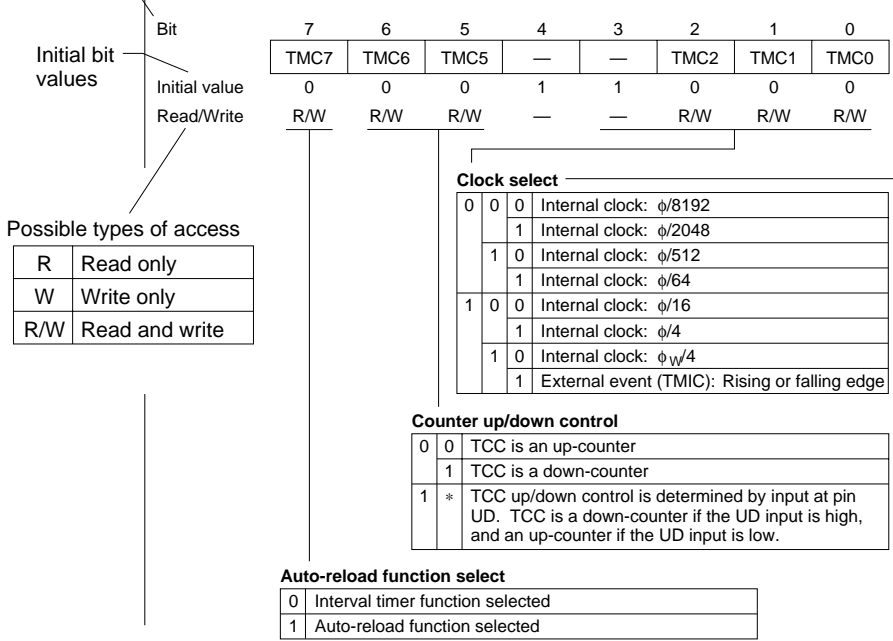 Bit 7 6 5 4 3 2 1 0
Initial bit values
TMC7 TMC6 TMC5 — — TMC2 TMC1 TMC0
Initial value 0 0 0 1 1 0 0 0
Read/Write R/W R/W R/W — — R/W R/W R/W
Possible types of access
R Read only
W Write only
R/W Read and write
Clock select
0 0 0 Internal clock: ϕ/8192
1 Internal clock: ϕ/2048
1 0 Internal clock: ϕ/512
1 Internal clock: ϕ/64
1 0 0 Internal clock: ϕ/16
1 Internal clock: ϕ/4
1 0 Internal clock: ϕW/4
1 External event (TMIC): Rising or falling edge
Counter up/down control
0 0 TCC is an up-counter
1 TCC is a down-counter
1 * TCC up/down control is determined by input at pin
UD. TCC is a down-counter if the UD input is high,
and an up-counter if the UD input is low.
Auto-reload function select
0 Interval timer function selected
1 Auto-reload function selected